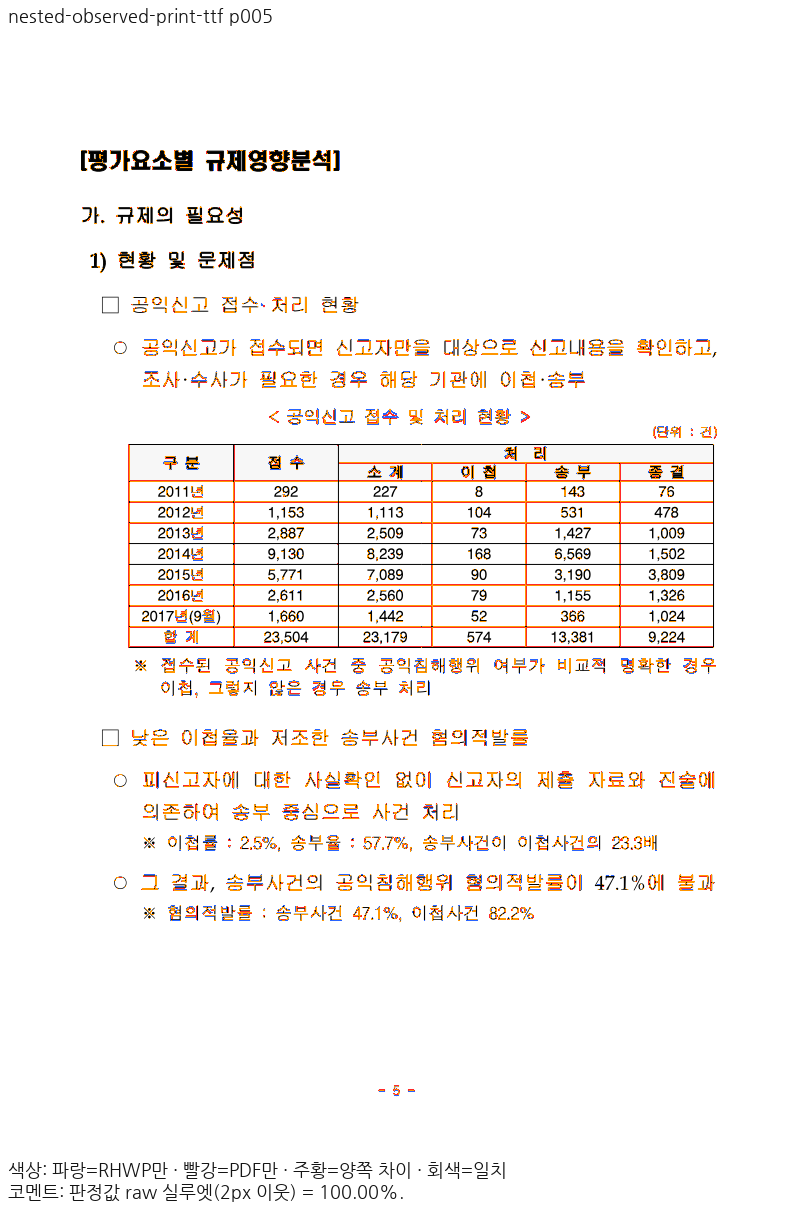 nested-observed-print-ttf p005
[평가요소별 규제영향분석]
가. 규제의 필요성
1) 현황 및 문제점
□ 공익신고 접수·처리 현황
○ 공익신고가 접수되면 신고자만을 대상으로 신고내용을 확인하고,
조사·수사가 필요한 경우 해당 기관에 이첩·송부
< 공익신고 접수 및 처리 현황 >
(단위 : 건)
구 분 접 수 처 리
소 계 이 첩 송 부 종 결
2011년 292 227 8 143 76
2012년 1,153 1,113 104 531 478
2013년 2,887 2,509 73 1,427 1,009
2014년 9,130 8,239 168 6,569 1,502
2015년 5,771 7,089 90 3,190 3,809
2016년 2,611 2,560 79 1,155 1,326
2017년(9월) 1,660 1,442 52 366 1,024
합 계 23,504 23,179 574 13,381 9,224
※ 접수된 공익신고 사건 중 공익침해행위 여부가 비교적 명확한 경우
이첩, 그렇지 않은 경우 송부 처리
□ 낮은 이첩율과 저조한 송부사건 혐의적발률
○ 피신고자에 대한 사실확인 없이 신고자의 제출 자료와 진술에
의존하여 송부 중심으로 사건 처리
※ 이첩률 : 2.5%, 송부율 : 57.7%, 송부사건이 이첩사건의 23.3배
○ 그 결과, 송부사건의 공익침해행위 혐의적발률이 47.1%에 불과
※ 혐의적발률 : 송부사건 47.1%, 이첩사건 82.2%
- 5 -
색상: 파랑=RHWP만 · 빨강=PDF만 · 주황=양쪽 차이 · 회색=일치
코멘트: 판정값 raw 실루엣(2px 이웃) = 100.00%.